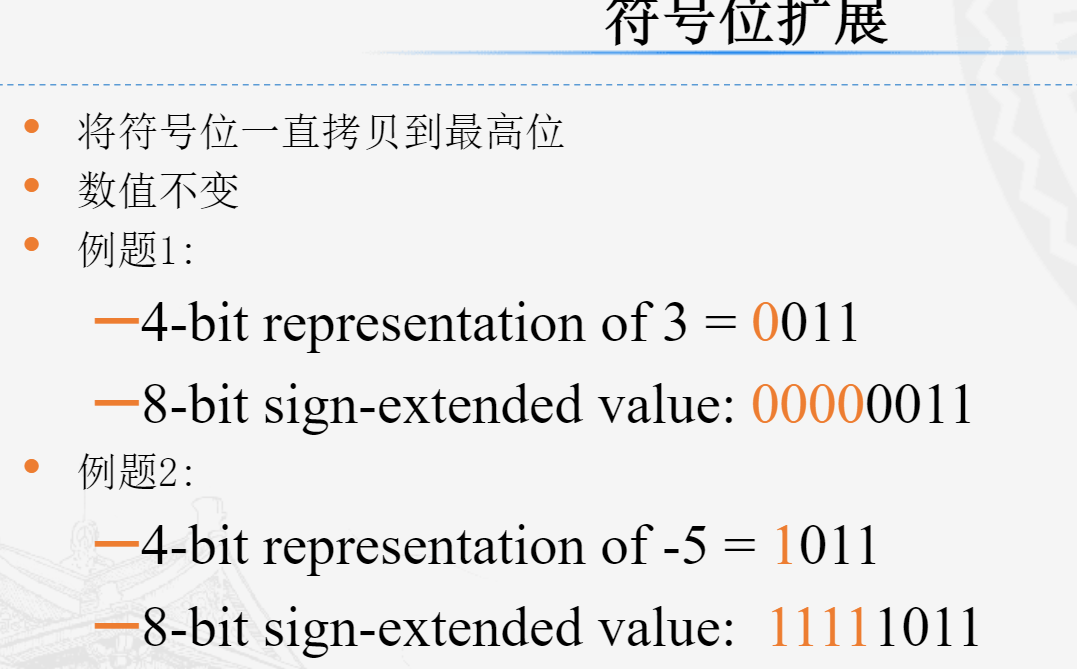 符号位扩展
将符号位一直拷贝到最高位
数值不变
例题1:
—4-bit representation of 3 = 0011
—8-bit sign-extended value: 00000011
例题2:
—4-bit representation of -5 = 1011
—8-bit sign-extended value: 11111011